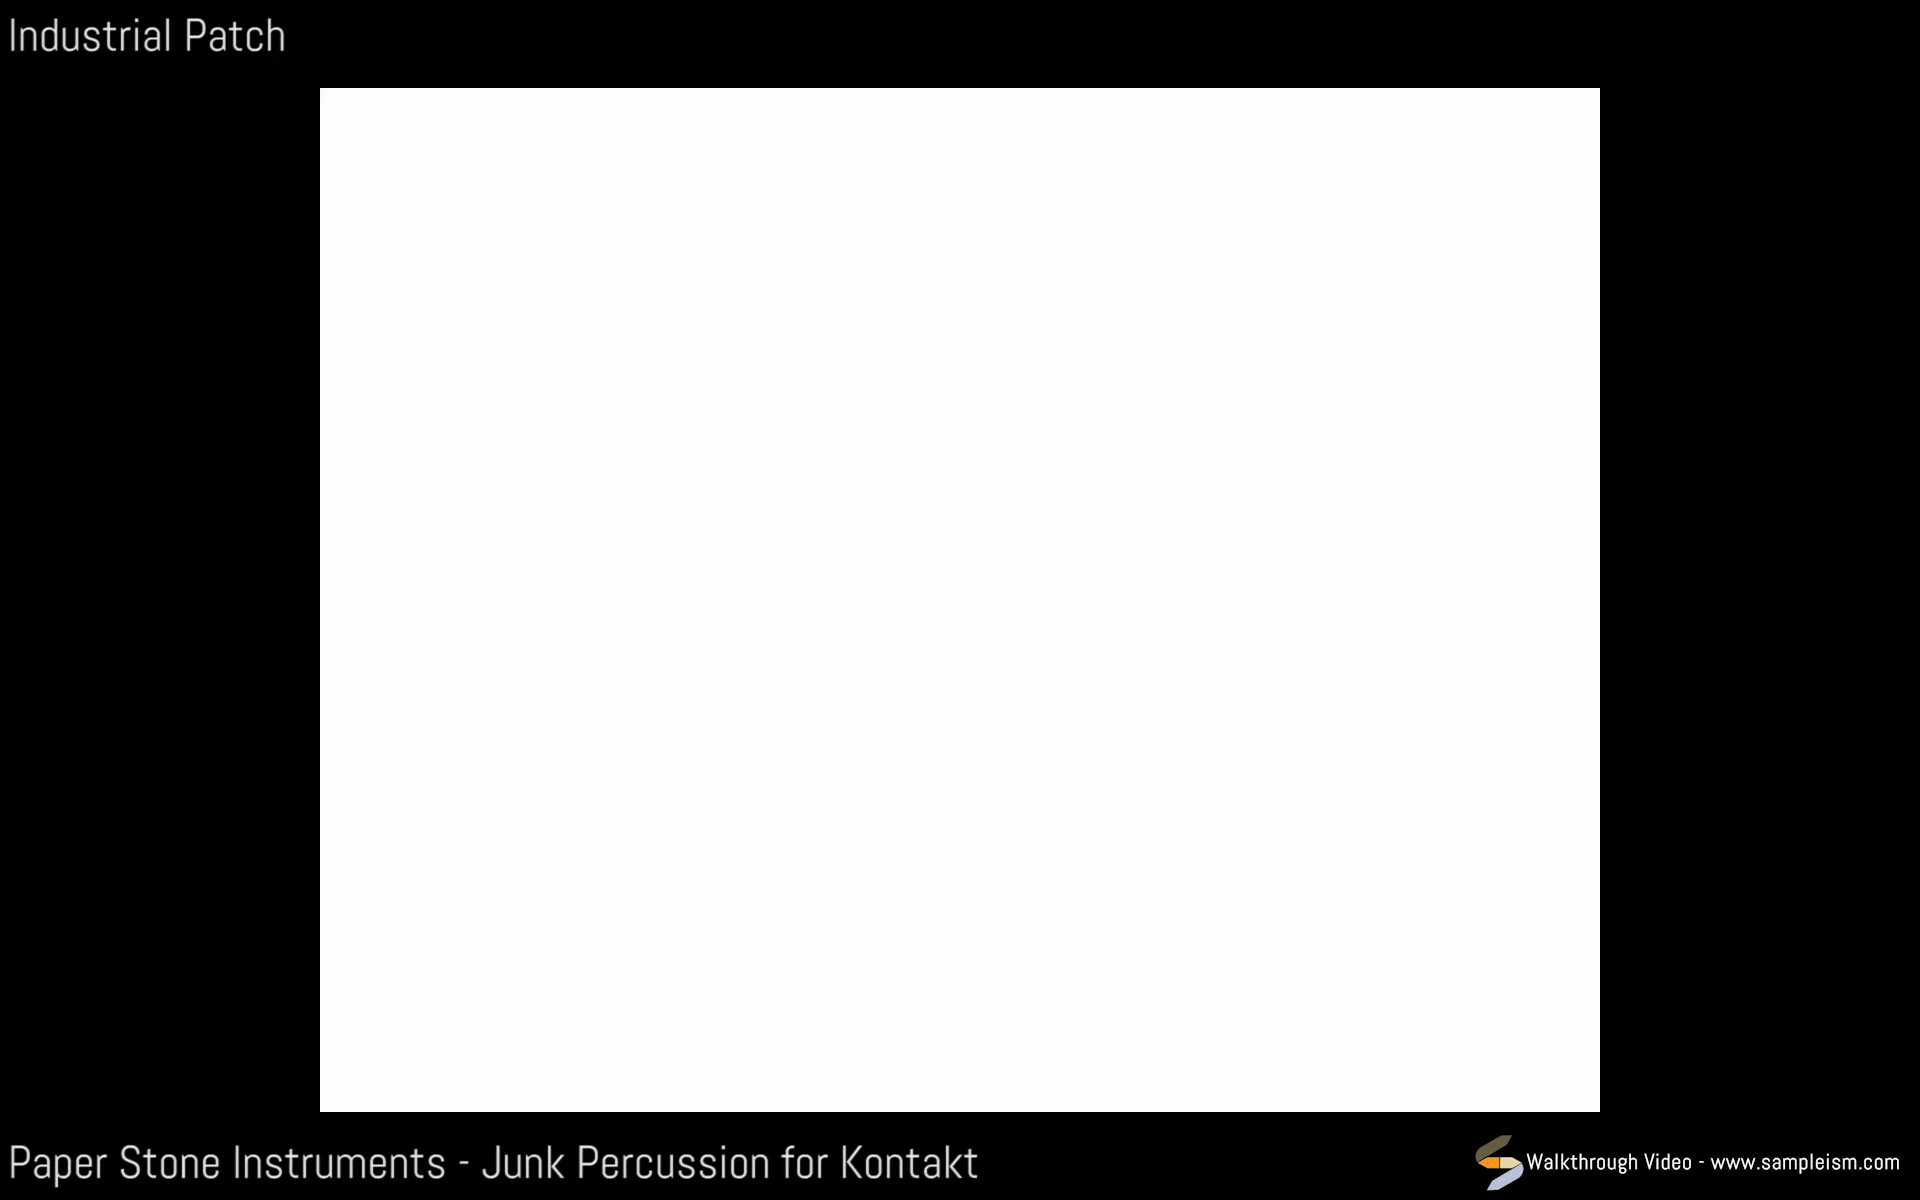 Industrial Patch
Paper Stone Instruments - Junk Percussion for Kontakt
Walkthrough Video - www.sampleism.com